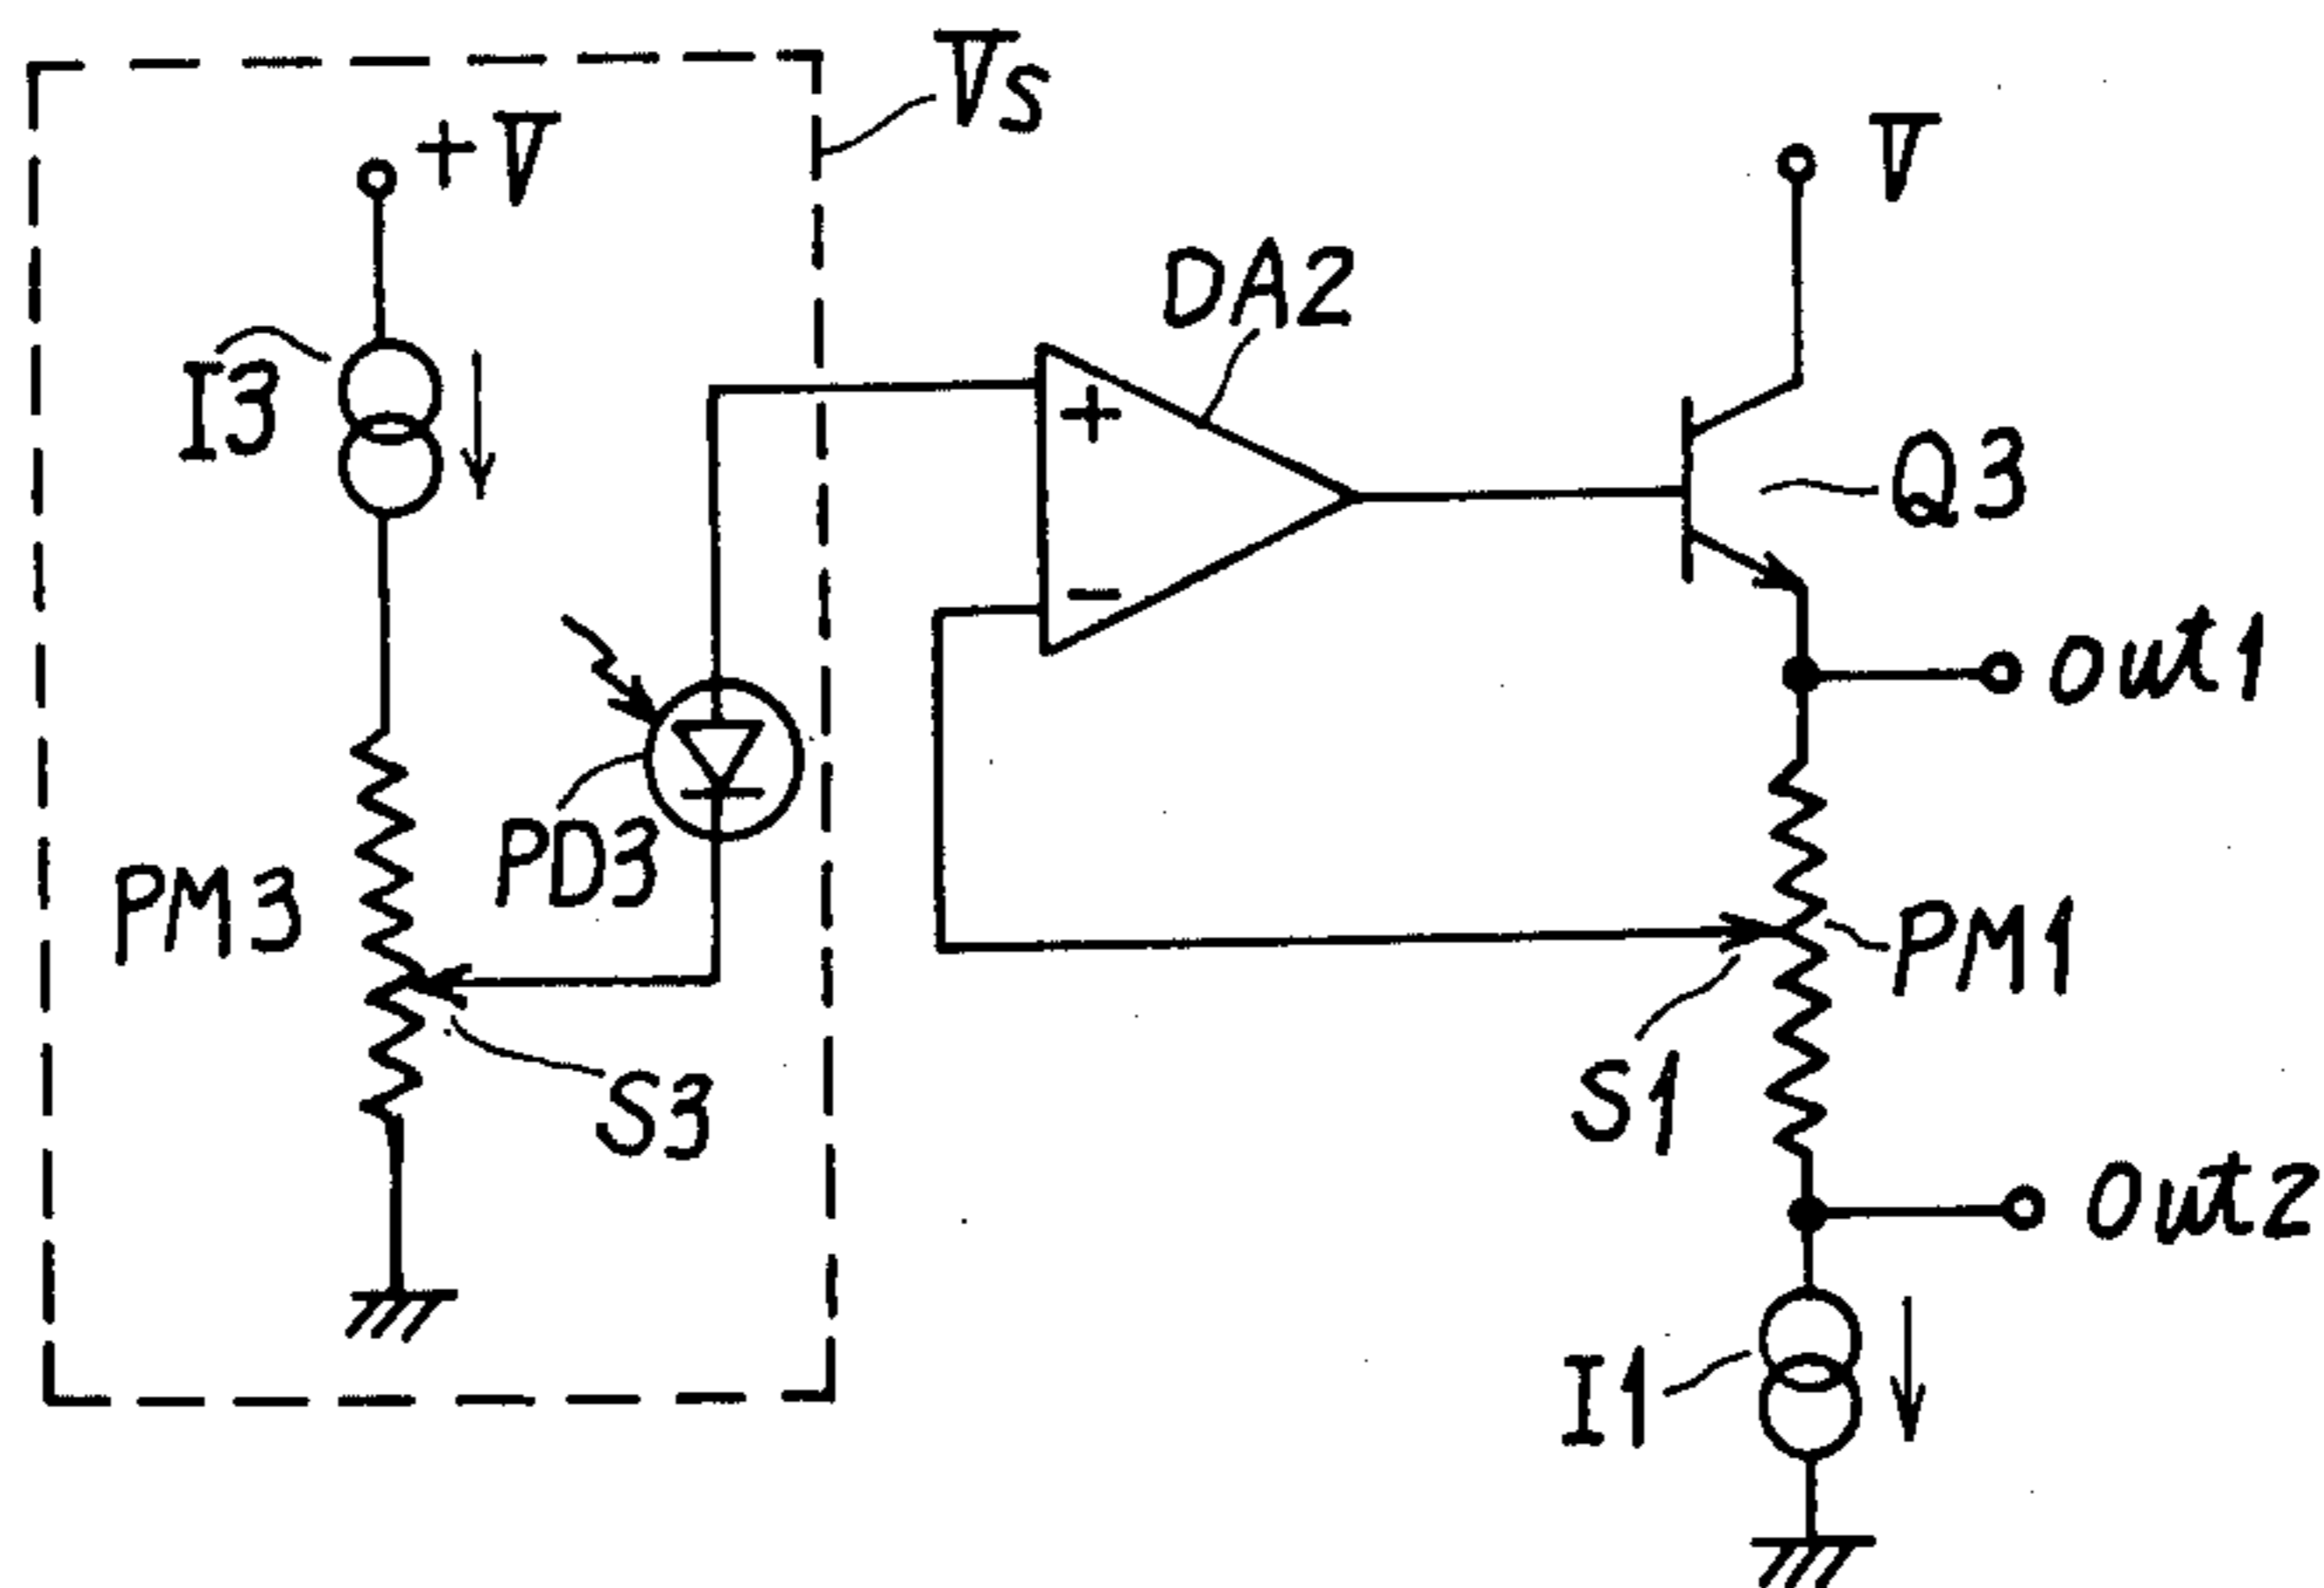 VS
+ V
V
DA2
I3
+
Q3
-
out1
PD3
PM3
PM1
S3
S1
out2
I1